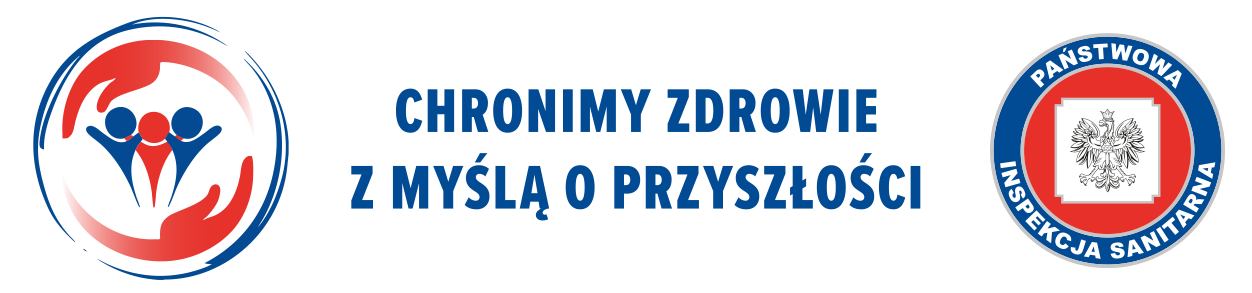 CHRONIMY ZDROWIE
Z MYŚLĄ O PRZYSZŁOŚCI
PAŃSTWOWA
INSPEKCJA SANITARNA